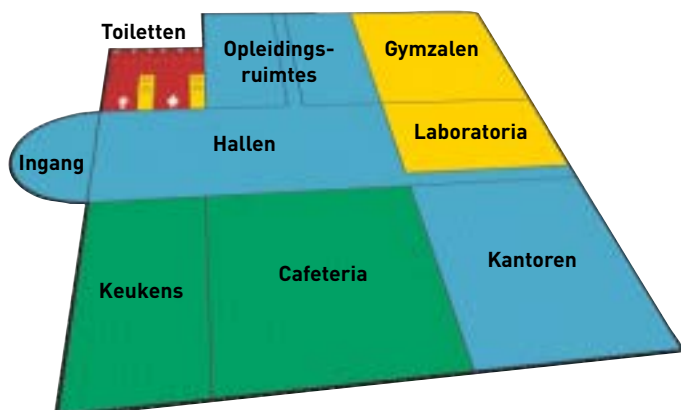 Toiletten
Opleidings-
ruimtes
Gymzalen
Laboratoria
Hallen
Ingang
Keukens
Cafeteria
Kantoren